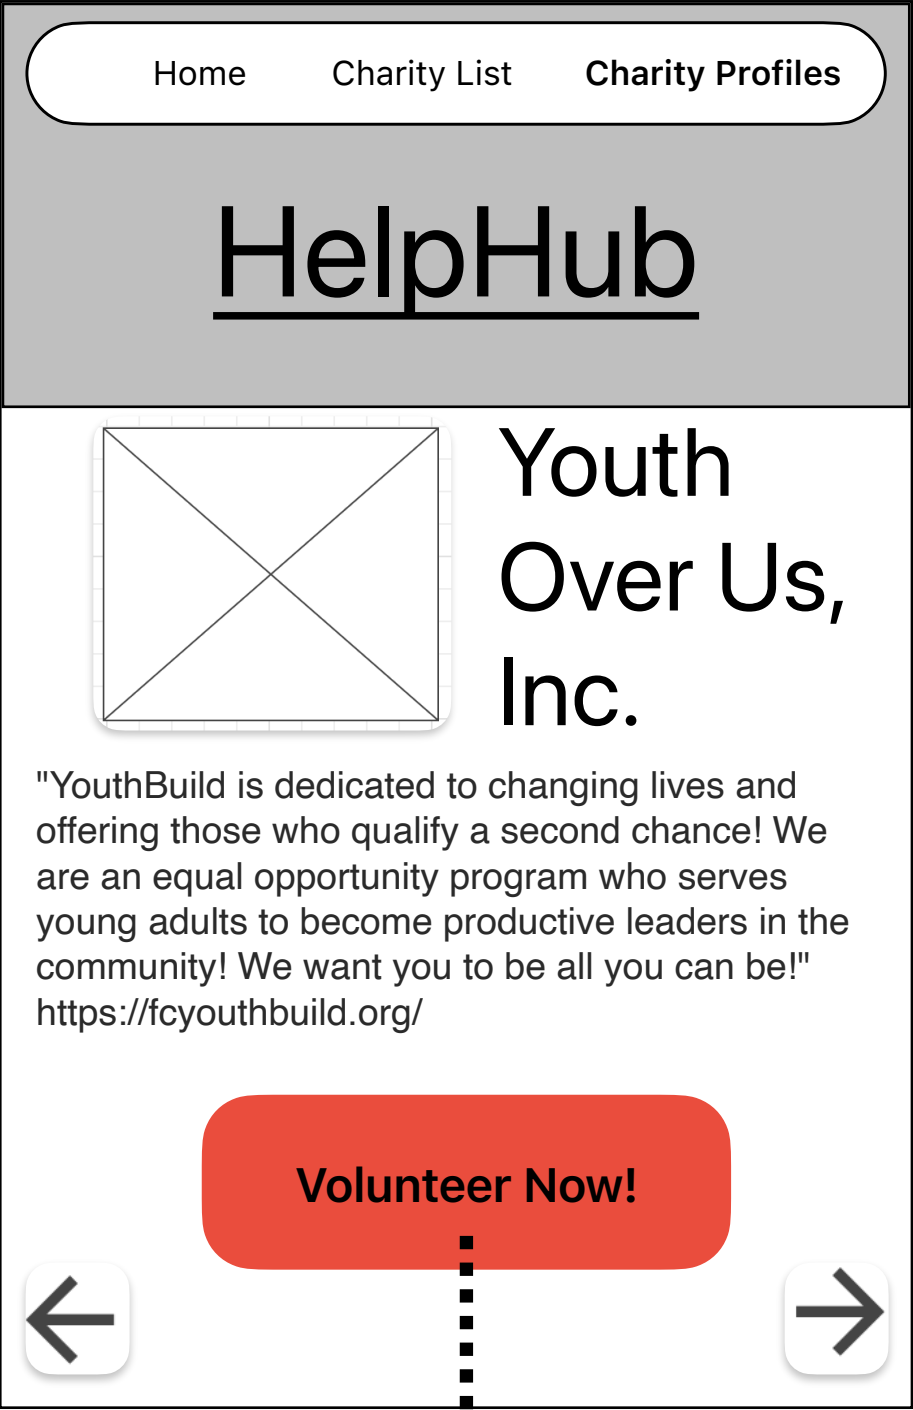 Home Charity List Charity Profiles
HelpHub
Youth
Over Us,
Inc.
"YouthBuild is dedicated to changing lives and
offering those who qualify a second chance! We
are an equal opportunity program who serves
young adults to become productive leaders in the
community! We want you to be all you can be!"
https://fcyouthbuild.org/
Volunteer Now!